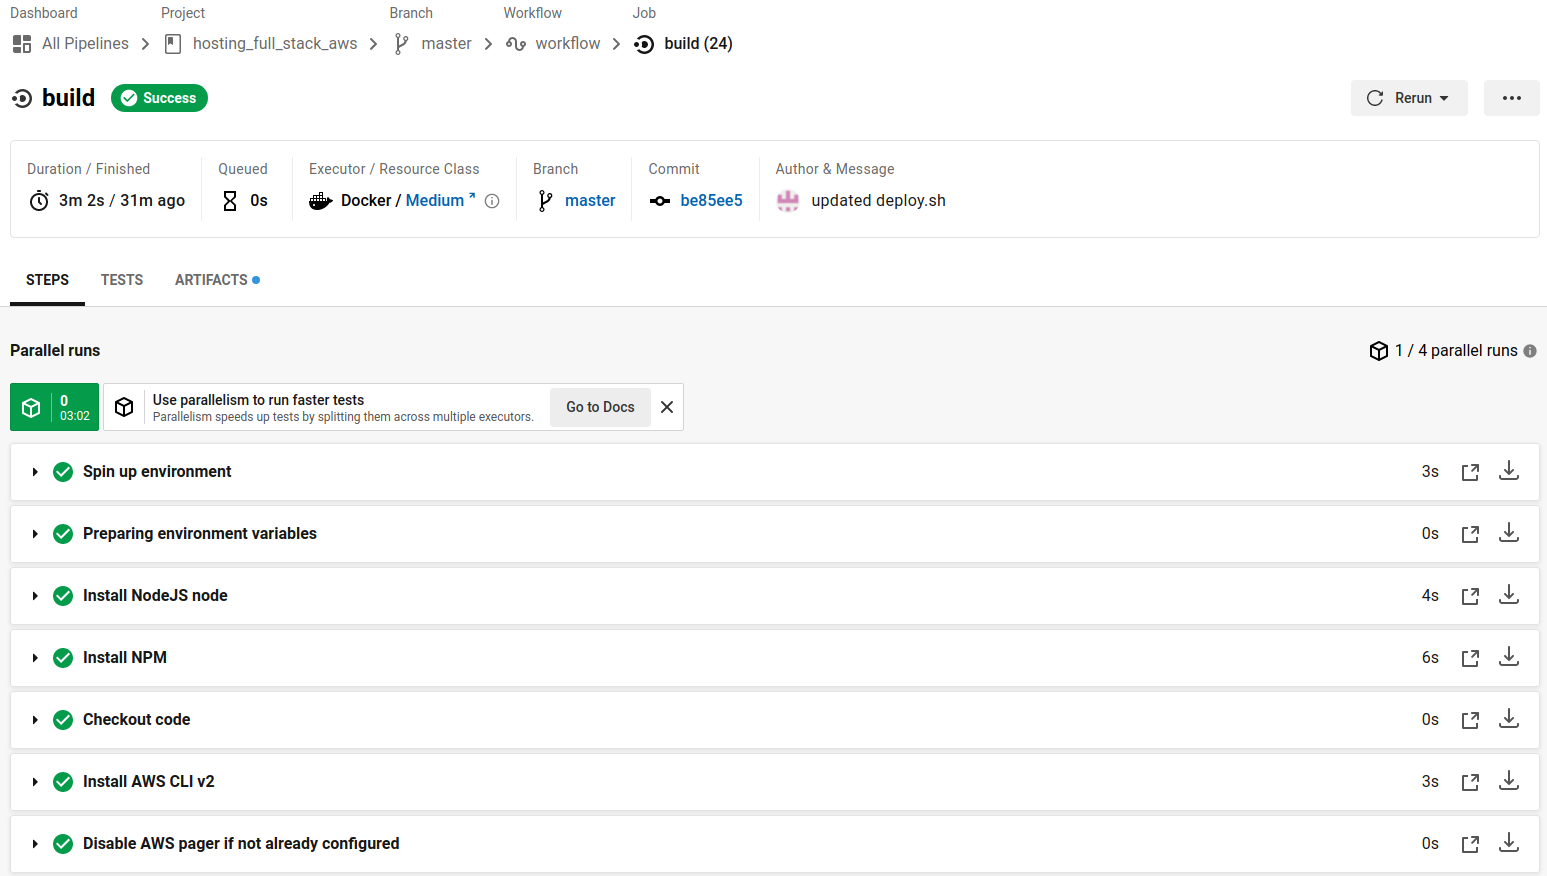 Dashboard Project Branch Workflow Job
All Pipelines hosting_full_stack_aws master workflow build (24)
build Success Rerun
Duration / Finished Queued Executor / Resource Class Branch Commit Author & Message
3m 2s / 31m ago 0s Docker / Medium master be85ee5 updated deploy.sh
STEPS TESTS ARTIFACTS
Parallel runs 1 / 4 parallel runs
0
03:02
Use parallelism to run faster tests
Parallelism speeds up tests by splitting them across multiple executors.
Go to Docs
Spin up environment 3s
Preparing environment variables 0s
Install NodeJS node 4s
Install NPM 6s
Checkout code 0s
Install AWS CLI v2 3s
Disable AWS pager if not already configured 0s